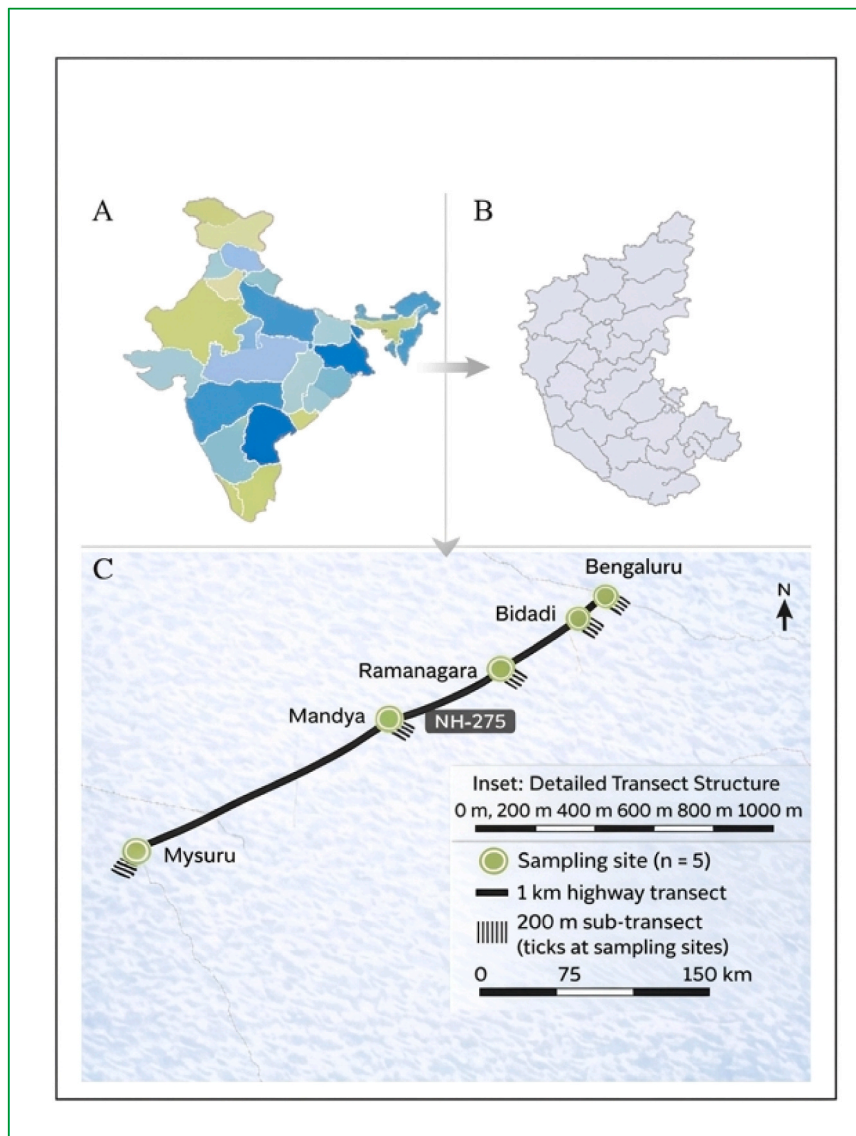 A
B
C
Bengaluru
N
Bidadi
Ramanagara
Mandya
NH-275
Mysuru
Inset: Detailed Transect Structure
0 m, 200 m 400 m 600 m 800 m 1000 m
Sampling site (n = 5)
1 km highway transect
200 m sub-transect
(ticks at sampling sites)
0 75 150 km